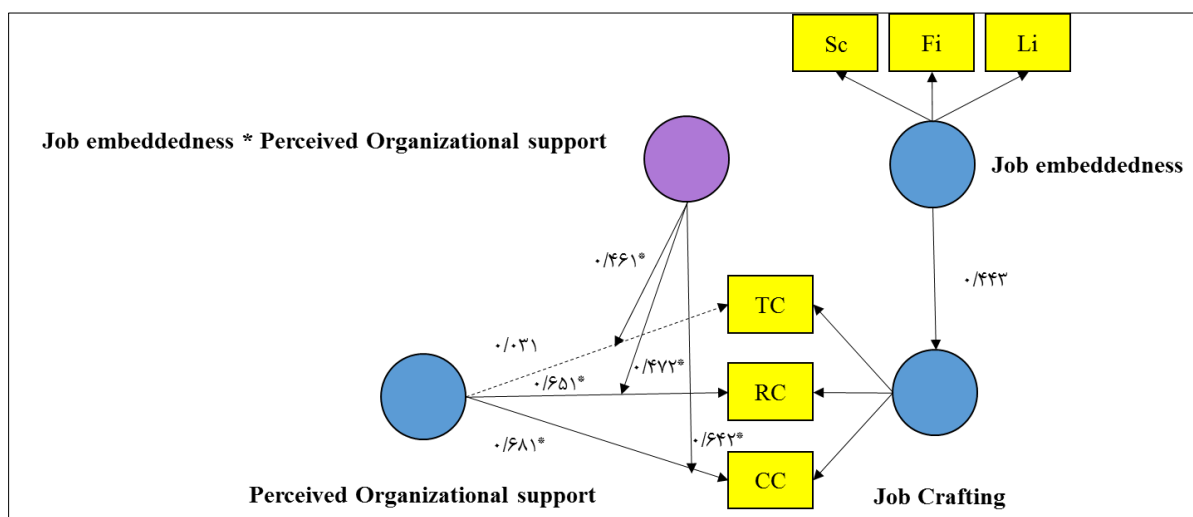 Sc
Fi
Li
Job embeddedness * Perceived Organizational support
Job embeddedness
۰/۴۶۱*
۰/۴۴۳
TC
۰/۰۳۱
۰/۴۷۲*
۰/۶۵۱*
RC
۰/۶۸۱*
۰/۶۴۲*
CC
Perceived Organizational support
Job Crafting